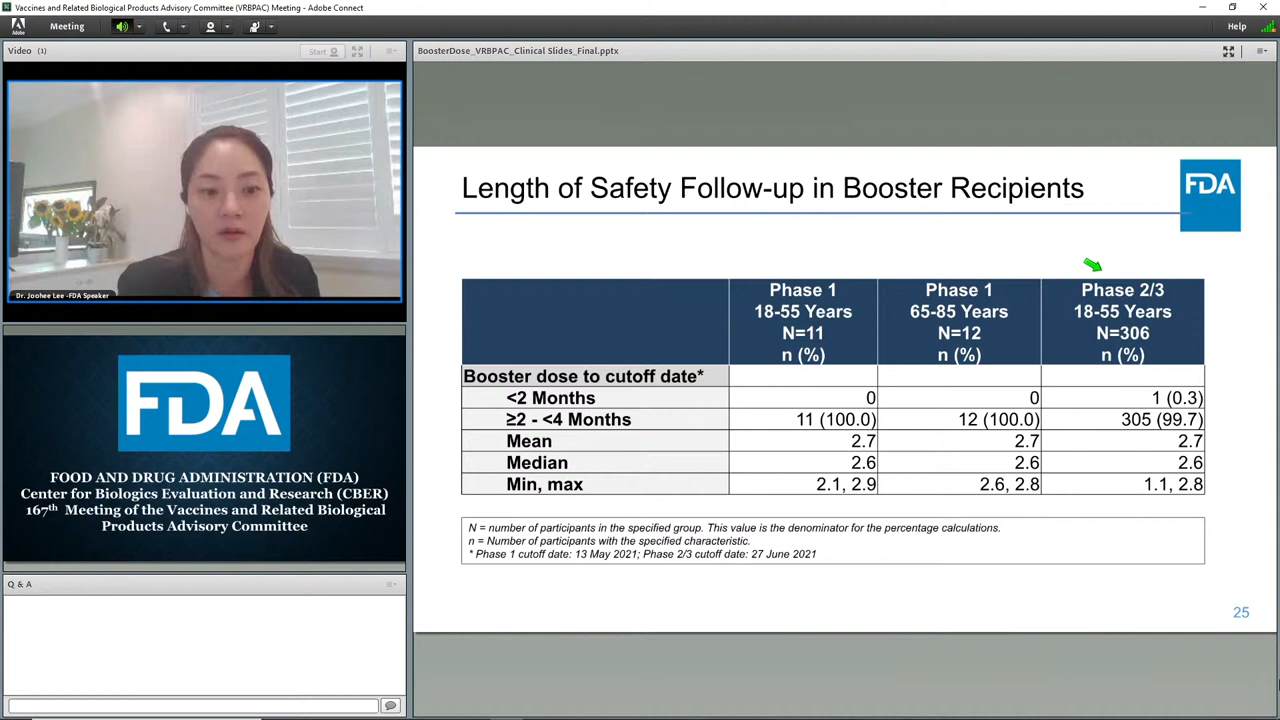 Vaccines and Related Biological Products Advisory Committee (VRBPAC) Meeting - Adobe Connect
Adobe
Meeting
Help
Video (1)
Start
Dr. Joohee Lee -FDA Speaker
FDA
FOOD AND DRUG ADMINISTRATION (FDA)
Center for Biologics Evaluation and Research (CBER)
167th Meeting of the Vaccines and Related Biological
Products Advisory Committee
Q & A
BoosterDose_VRBPAC_Clinical Slides_Final.pptx
Length of Safety Follow-up in Booster Recipients
FDA
Phase 1 18-55 Years N=11 n (%)
Phase 1 65-85 Years N=12 n (%)
Phase 2/3 18-55 Years N=306 n (%)
Booster dose to cutoff date*
<2 Months 0 0 1 (0.3)
≥2 - <4 Months 11 (100.0) 12 (100.0) 305 (99.7)
Mean 2.7 2.7 2.7
Median 2.6 2.6 2.6
Min, max 2.1, 2.9 2.6, 2.8 1.1, 2.8
N = number of participants in the specified group. This value is the denominator for the percentage calculations.
n = Number of participants with the specified characteristic.
* Phase 1 cutoff date: 13 May 2021; Phase 2/3 cutoff date: 27 June 2021
25